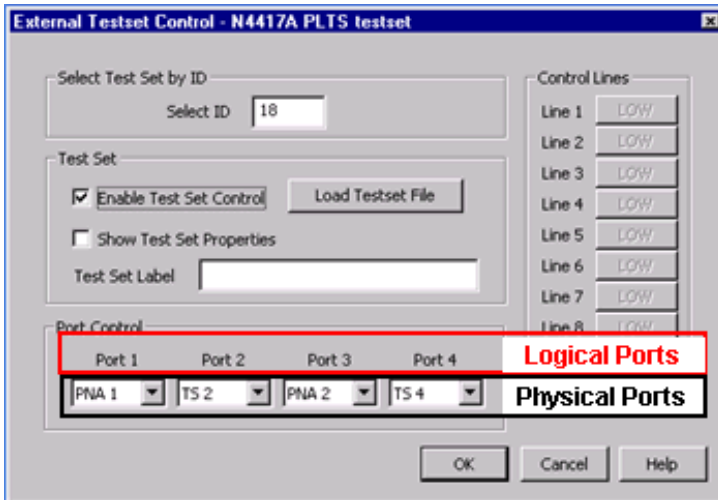 External Testset Control - N4417A PLTS testset
Select Test Set by ID
Select ID 18
Test Set
Enable Test Set Control
Load Testset File
Show Test Set Properties
Test Set Label
Control Lines
Line 1 LOW
Line 2 LOW
Line 3 LOW
Line 4 LOW
Line 5 LOW
Line 6 LOW
Line 7 LOW
Line 8 LOW
Port Control
Port 1 Port 2 Port 3 Port 4 Logical Ports
PNA 1 TS 2 PNA 2 TS 4 Physical Ports
OK Cancel Help